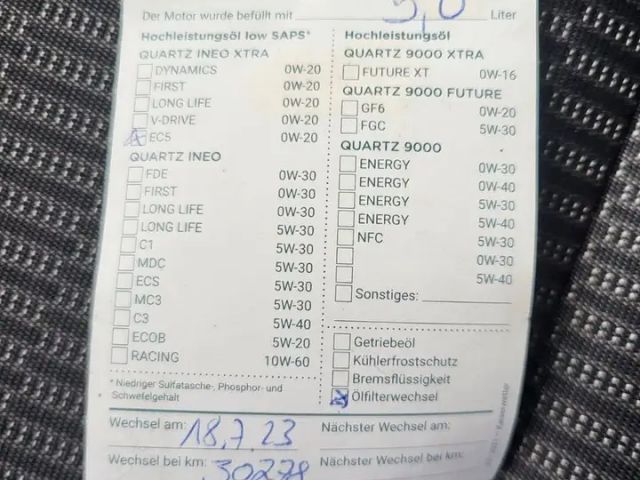 Der Motor wurde befüllt mit 5,0 Liter
Hochleistungsöl low SAPS*
QUARTZ INEO XTRA
DYNAMICS 0W-20
FIRST 0W-20
LONG LIFE 0W-20
V-DRIVE 0W-20
EC5 0W-20
QUARTZ INEO
FDE 0W-30
FIRST 0W-30
LONG LIFE 0W-30
LONG LIFE 5W-30
C1 5W-30
MDC 5W-30
ECS 5W-30
MC3 5W-30
C3 5W-40
ECOB 5W-20
RACING 10W-60
* Niedriger Sulfatasche-, Phosphor- und
Schwefelgehalt
Hochleistungsöl
QUARTZ 9000 XTRA
FUTURE XT 0W-16
QUARTZ 9000 FUTURE
GF6 0W-20
FGC 5W-30
QUARTZ 9000
ENERGY 0W-30
ENERGY 0W-40
ENERGY 5W-30
ENERGY 5W-40
NFC 5W-30
0W-30
5W-40
Sonstiges:
Getriebeöl
Kühlerfrostschutz
Bremsflüssigkeit
Ölfilterwechsel
Wechsel am: 18.7.23 Nächster Wechsel am:
Wechsel bei km: 30278 Nächster Wechsel bei km: